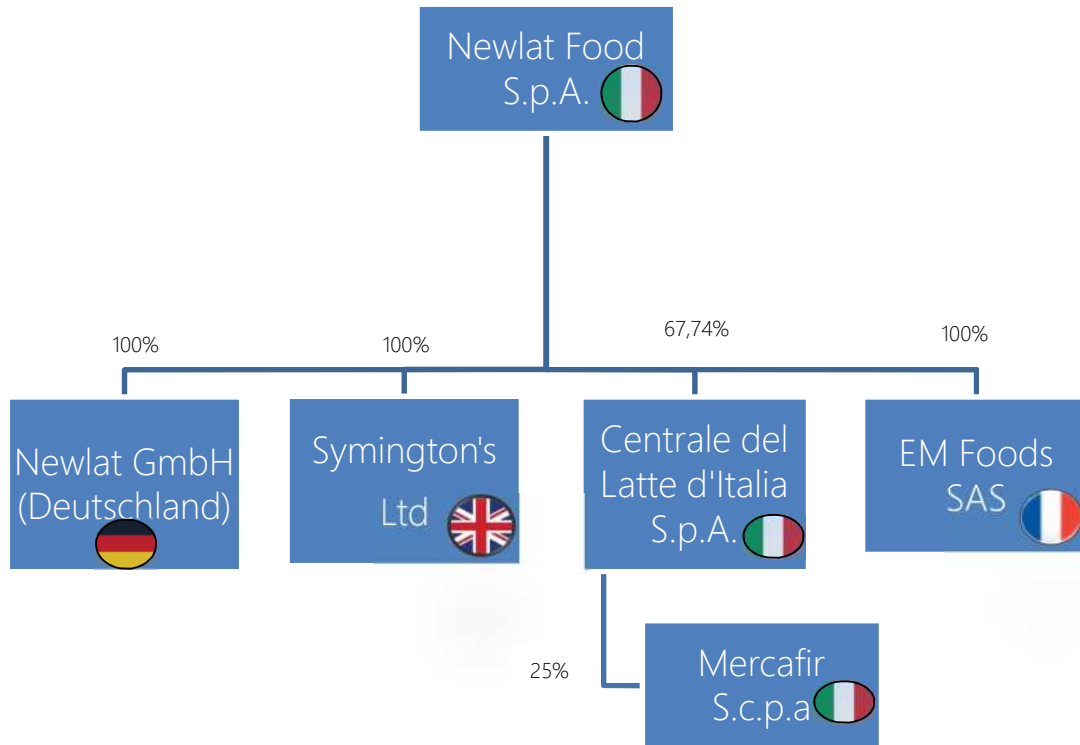 Newlat Food
S.p.A.
100%
100%
67,74%
100%
Newlat GmbH
(Deutschland)
Symington's
Ltd
Centrale del
Latte d'Italia
S.p.A.
EM Foods
SAS
25%
Mercafir
S.c.p.a